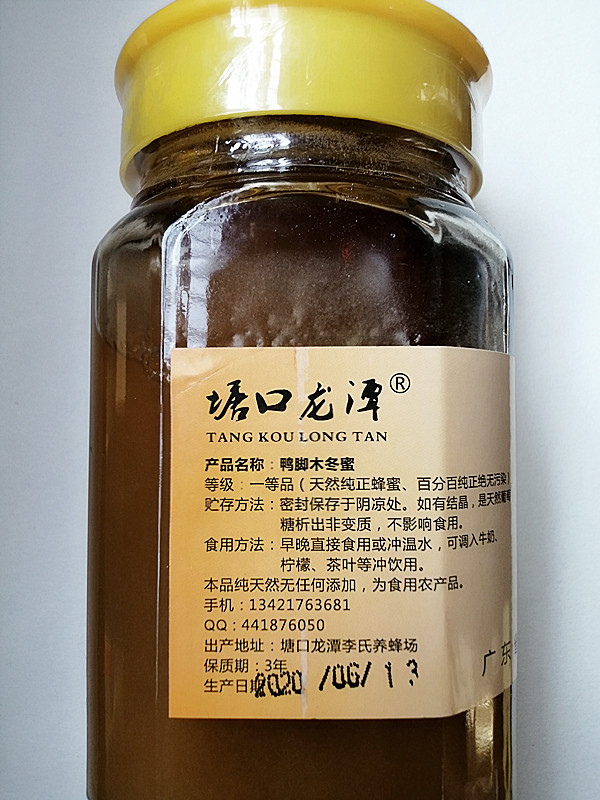 塘口龙潭®
TANG KOU LONG TAN
产品名称：鸭脚木冬蜜
等级：一等品（天然纯正蜂蜜、百分百纯正绝无污染）
贮存方法：密封保存于阴凉处。如有结晶，是天然葡萄
糖析出非变质，不影响食用。
食用方法：早晚直接食用或冲温水，可调入牛奶、
柠檬、茶叶等冲饮用。
本品纯天然无任何添加，为食用农产品。
手机：13421763681
QQ：441876050
出产地址：塘口龙潭李氏养蜂场
保质期：3年
生产日期 2020/06/13
广东